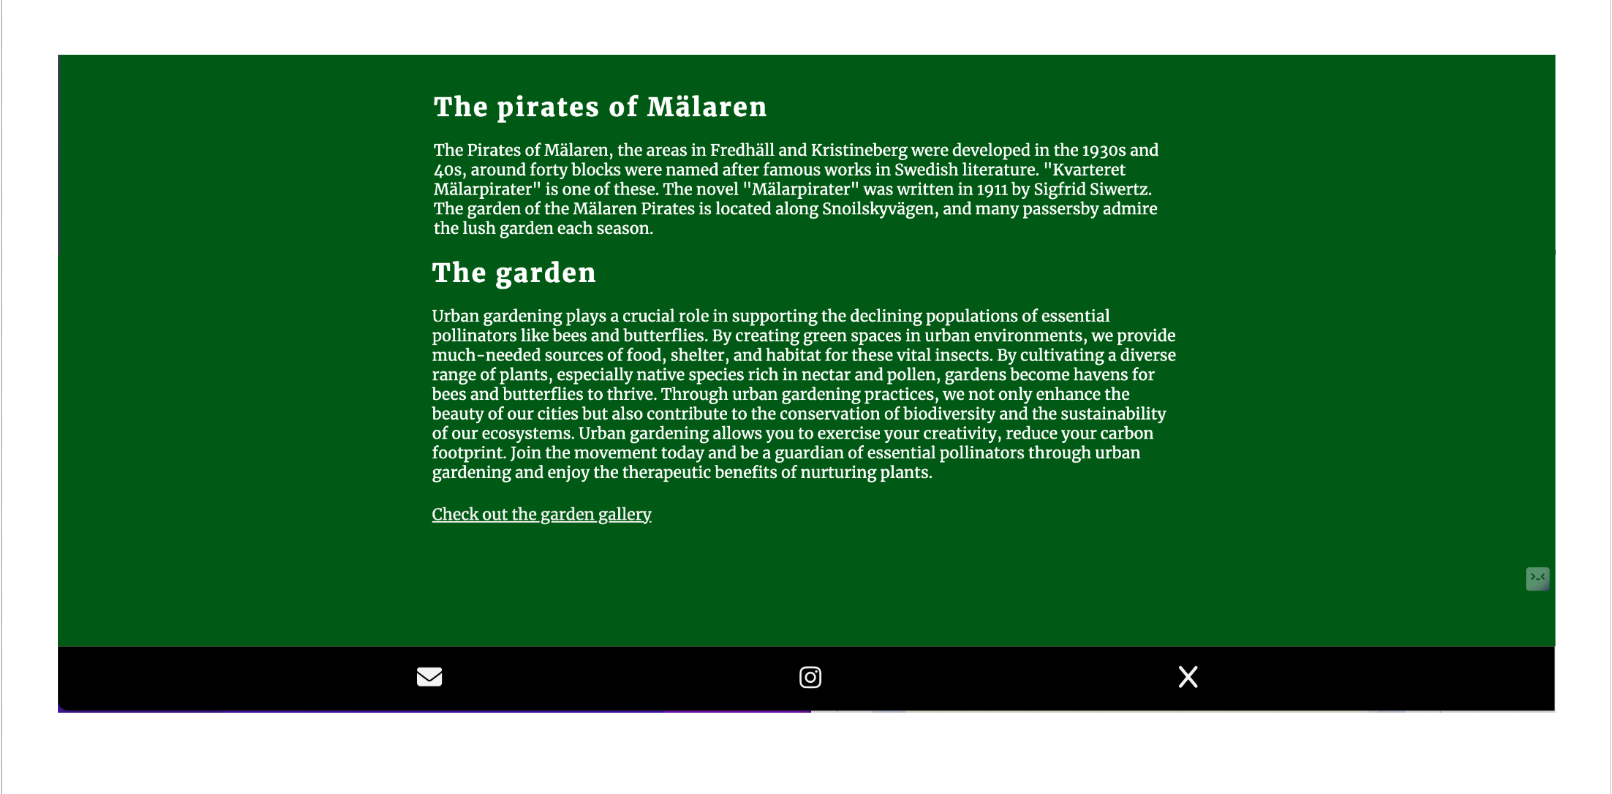 The pirates of Mälaren
The Pirates of Mälaren, the areas in Fredhäll and Kristineberg were developed in the 1930s and
40s, around forty blocks were named after famous works in Swedish literature. "Kvarteret
Mälarpirater" is one of these. The novel "Mälarpirater" was written in 1911 by Sigfrid Siwertz.
The garden of the Mälaren Pirates is located along Snoilskyvägen, and many passersby admire
the lush garden each season.
The garden
Urban gardening plays a crucial role in supporting the declining populations of essential
pollinators like bees and butterflies. By creating green spaces in urban environments, we provide
much-needed sources of food, shelter, and habitat for these vital insects. By cultivating a diverse
range of plants, especially native species rich in nectar and pollen, gardens become havens for
bees and butterflies to thrive. Through urban gardening practices, we not only enhance the
beauty of our cities but also contribute to the conservation of biodiversity and the sustainability
of our ecosystems. Urban gardening allows you to exercise your creativity, reduce your carbon
footprint. Join the movement today and be a guardian of essential pollinators through urban
gardening and enjoy the therapeutic benefits of nurturing plants.
Check out the garden gallery